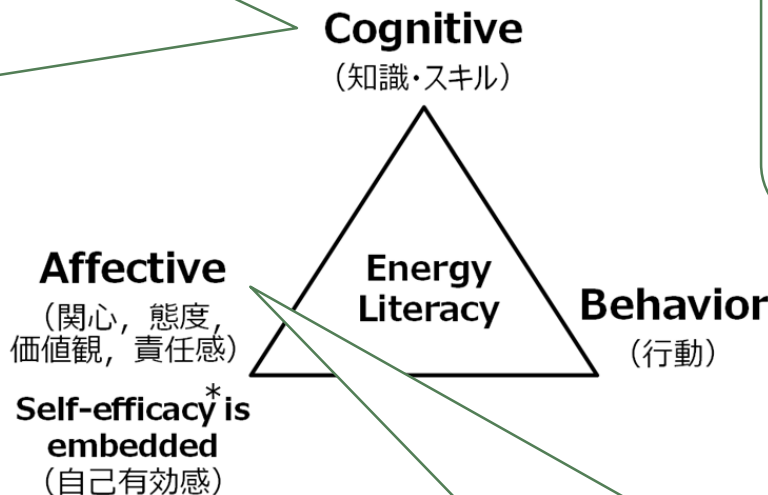 Cognitive
（知識・スキル）
Energy
Literacy
Affective
（関心，態度，
価値観，責任感）
Self-efficacy* is
embedded
（自己有効感）
Behavior
（行動）